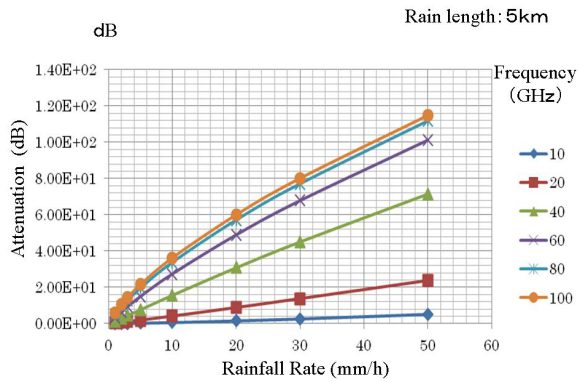 Rain length:5km
dB
1.40E+02
1.20E+02
1.00E+02
8.00E+01
6.00E+01
4.00E+01
2.00E+01
0.00E+00
Attenuation (dB)
0 10 20 30 40 50 60
Rainfall Rate (mm/h)
Frequency
(GHz)
10
20
40
60
80
100